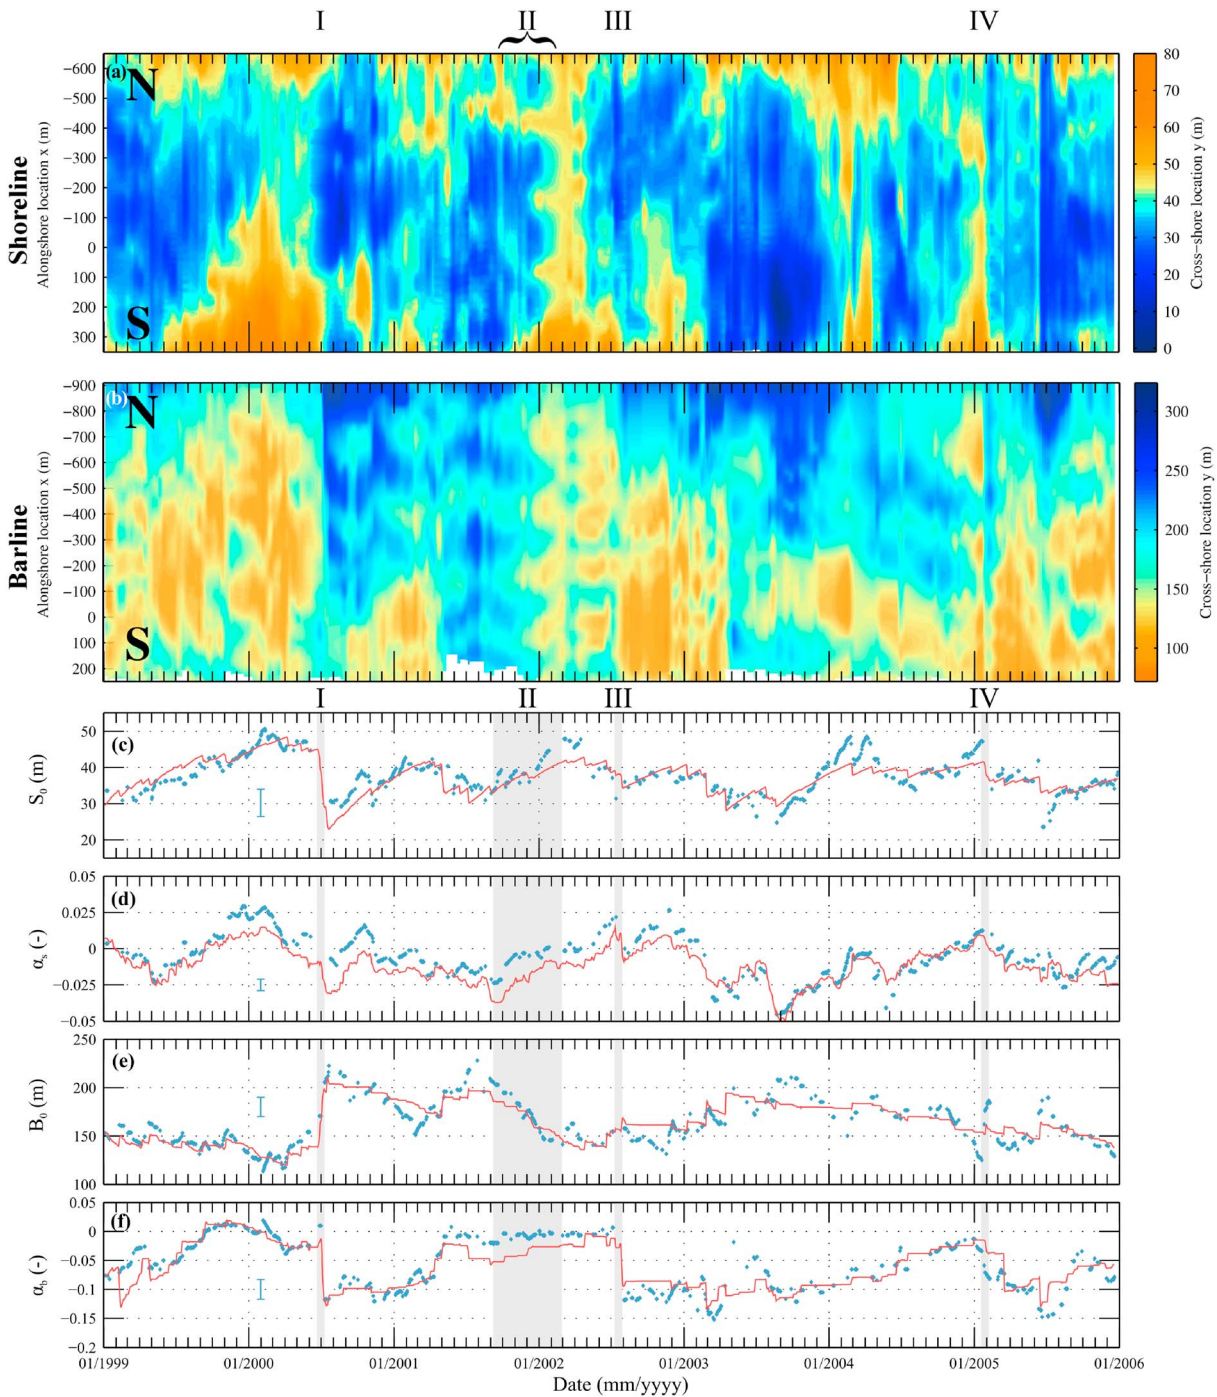 I II III IV
(a) N
S
Shoreline
Alongshore location x (m)
−600
−500
−400
−300
−200
−100
0
100
200
300
80
70
60
50
40
30
20
10
0
Cross−shore location y (m)
(b) N
S
Barline
Alongshore location x (m)
−900
−800
−700
−600
−500
−400
−300
−200
−100
0
100
200
300
250
200
150
100
Cross−shore location y (m)
I II III IV
(c)
S0 (m)
50
40
30
20
(d)
αs (-)
0.05
0.025
0
−0.025
−0.05
(e)
B0 (m)
250
200
150
100
(f)
αb (-)
0.05
0
−0.05
−0.1
−0.15
−0.2
01/1999 01/2000 01/2001 01/2002 01/2003 01/2004 01/2005 01/2006
Date (mm/yyyy)